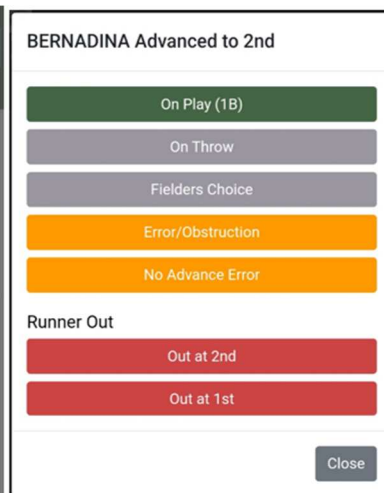 BERNADINA Advanced to 2nd
On Play (1B)
On Throw
Fielders Choice
Error/Obstruction
No Advance Error
Runner Out
Out at 2nd
Out at 1st
Close